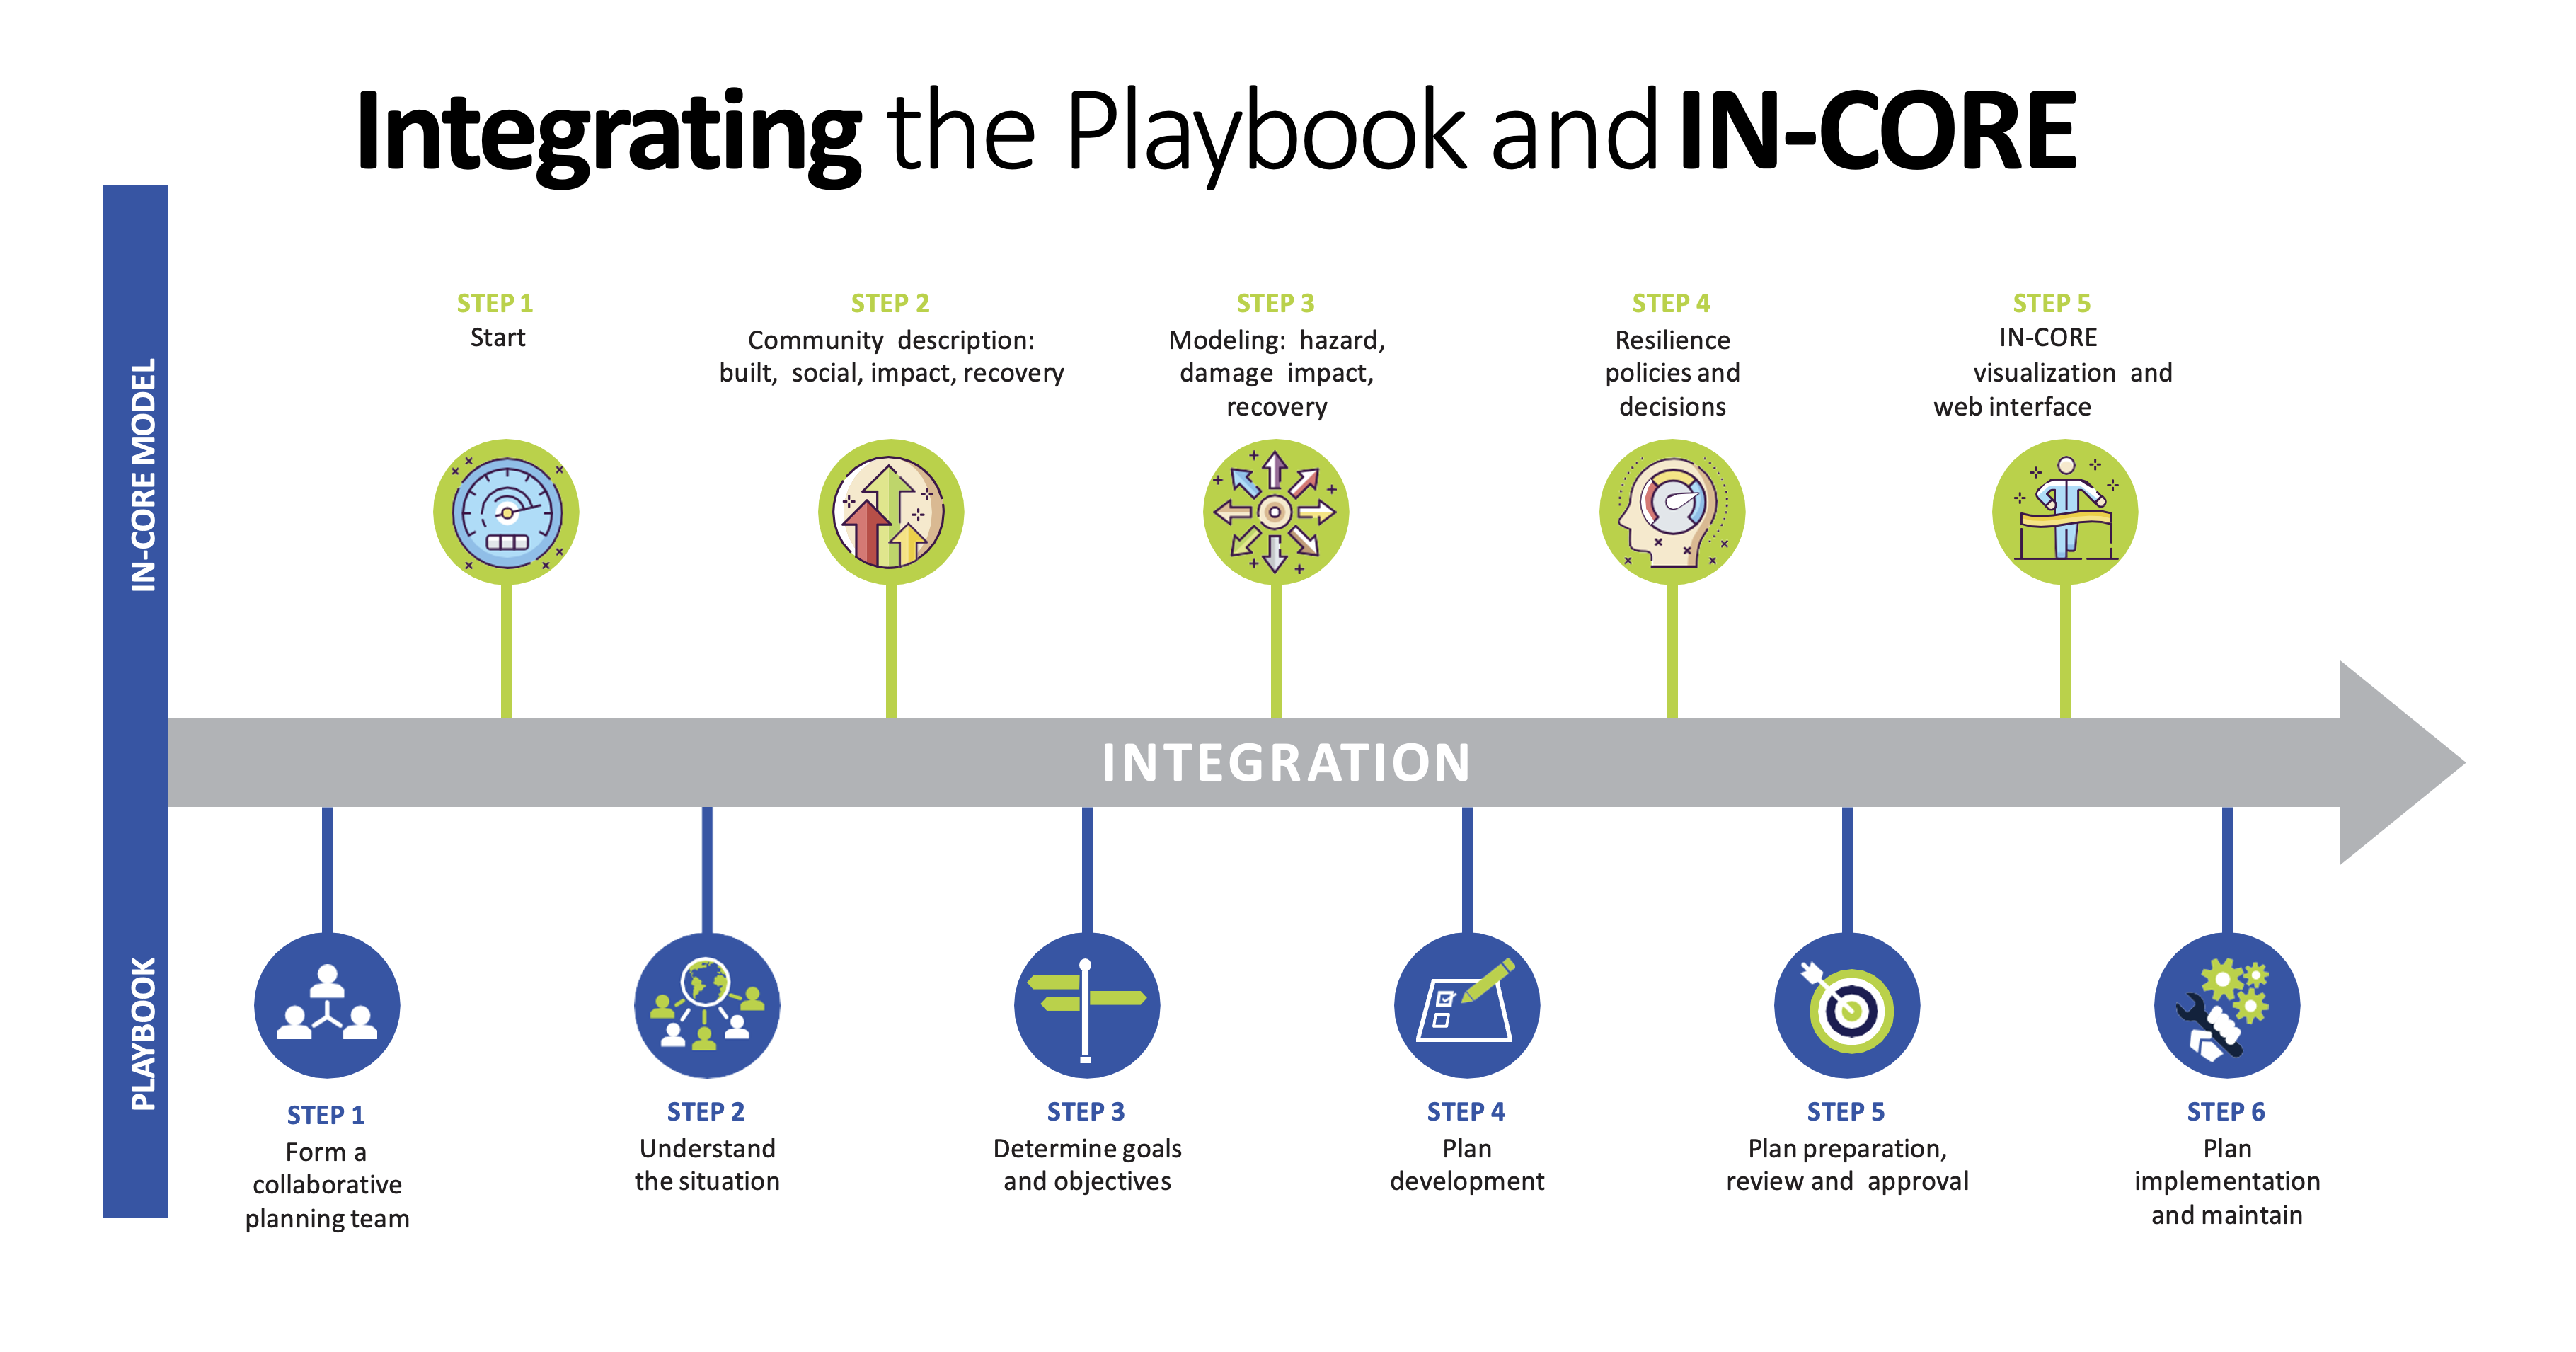 Integrating the Playbook and IN-CORE
IN-CORE MODEL
STEP 1
Start
STEP 2
Community description:
built, social, impact, recovery
STEP 3
Modeling: hazard,
damage impact,
recovery
STEP 4
Resilience
policies and
decisions
STEP 5
IN-CORE
visualization and
web interface
INTEGRATION
PLAYBOOK
STEP 1
Form a
collaborative
planning team
STEP 2
Understand
the situation
STEP 3
Determine goals
and objectives
STEP 4
Plan
development
STEP 5
Plan preparation,
review and approval
STEP 6
Plan
implementation
and maintain